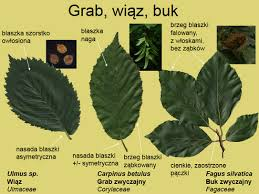 Grab, wiąz, buk
blaszka szorstko
owłosiona
blaszka
naga
brzeg blaszki
falowany,
z włoskami,
bez ząbków
nasada blaszki
asymetryczna
nasada blaszki
+/- symetryczna
brzeg blaszki
ząbkowany
cienkie, zaostrzone
pączki
Ulmus sp.
Wiąz
Ulmaceae
Carpinus betulus
Grab zwyczajny
Corylaceae
Fagus silvatica
Buk zwyczajny
Fagaceae